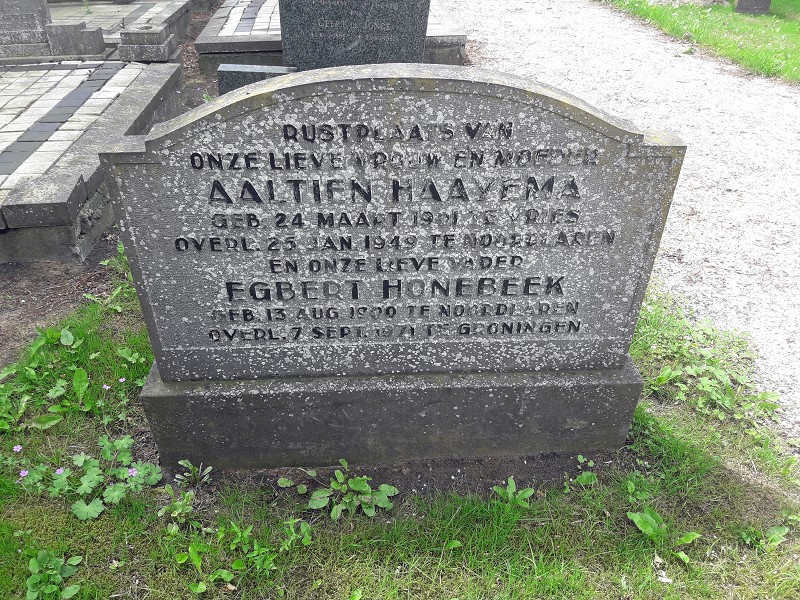 RUSTPLAATS VAN
ONZE LIEVE VROUW EN MOEDER
AALTIEN HAAYEMA
GEB. 24 MAART 1901 TE VRIES
OVERL. 25 JAN 1949 TE NOORDLAREN
EN ONZE LIEVE VADER
EGBERT HONEBEEK
GEB. 13 AUG 1900 TE NOORDLAREN
OVERL. 7 SEPT. 1971 TE GRONINGEN